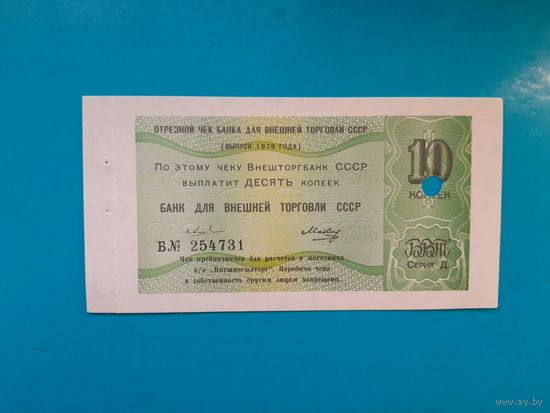 ОТРЕЗНОЙ ЧЕК БАНКА ДЛЯ ВНЕШНЕЙ ТОРГОВЛИ СССР
(ВЫПУСК 1979 ГОДА)
ПО ЭТОМУ ЧЕКУ ВНЕШТОРГБАНК СССР
ВЫПЛАТИТ ДЕСЯТЬ КОПЕЕК.
БАНК ДЛЯ ВНЕШНЕЙ ТОРГОВЛИ СССР
В№ 254731
Чек предназначен для расчетов в магазинах
в/о „Внешпосылторг". Передача чека
в собственность другим лицам запрещена.
10
КОПЕЕК
БВТ
СЕРИЯ Д
www.ay.by